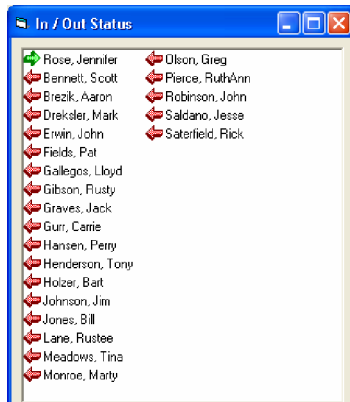 In / Out Status
Rose, Jennifer
Bennett, Scott
Brezik, Aaron
Dreksler, Mark
Erwin, John
Fields, Pat
Gallegos, Lloyd
Gibson, Rusty
Graves, Jack
Gurr, Carrie
Hansen, Perry
Henderson, Tony
Holzer, Bart
Johnson, Jim
Jones, Bill
Lane, Rustee
Meadows, Tina
Monroe, Marty
Olson, Greg
Pierce, RuthAnn
Robinson, John
Saldano, Jesse
Saterfield, Rick